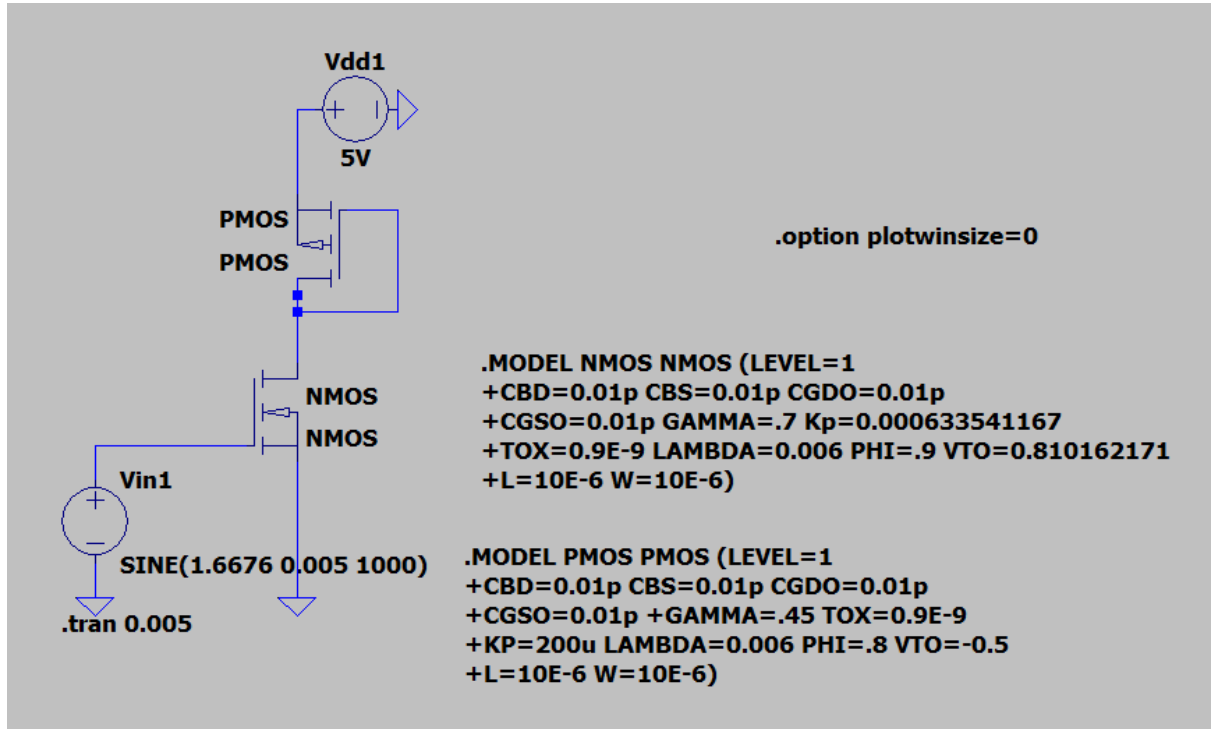 Vdd1
5V
PMOS
PMOS
.option plotwinsize=0
NMOS
NMOS
.MODEL NMOS NMOS (LEVEL=1
+CBD=0.01p CBS=0.01p CGDO=0.01p
+CGSO=0.01p GAMMA=.7 Kp=0.000633541167
+TOX=0.9E-9 LAMBDA=0.006 PHI=.9 VTO=0.810162171
+L=10E-6 W=10E-6)
Vin1
SINE(1.6676 0.005 1000)
.tran 0.005
.MODEL PMOS PMOS (LEVEL=1
+CBD=0.01p CBS=0.01p CGDO=0.01p
+CGSO=0.01p +GAMMA=.45 TOX=0.9E-9
+KP=200u LAMBDA=0.006 PHI=.8 VTO=-0.5
+L=10E-6 W=10E-6)